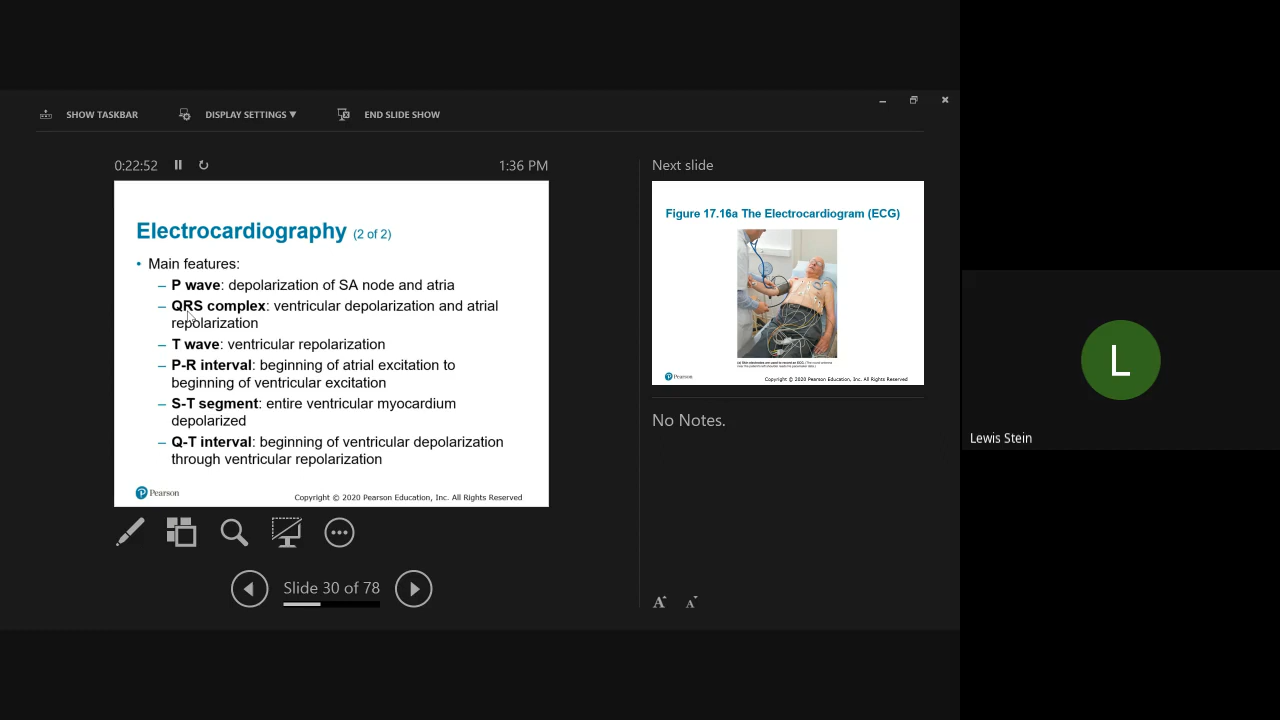 SHOW TASKBAR
DISPLAY SETTINGS ▼
END SLIDE SHOW
0:22:52
1:36 PM
Electrocardiography (2 of 2)
• Main features:
– P wave: depolarization of SA node and atria
– QRS complex: ventricular depolarization and atrial
repolarization
– T wave: ventricular repolarization
– P-R interval: beginning of atrial excitation to
beginning of ventricular excitation
– S-T segment: entire ventricular myocardium
depolarized
– Q-T interval: beginning of ventricular depolarization
through ventricular repolarization
P Pearson
Copyright © 2020 Pearson Education, Inc. All Rights Reserved
Slide 30 of 78
Next slide
Figure 17.16a The Electrocardiogram (ECG)
P Pearson
Copyright © 2020 Pearson Education, Inc. All Rights Reserved
No Notes.
A A
L
Lewis Stein